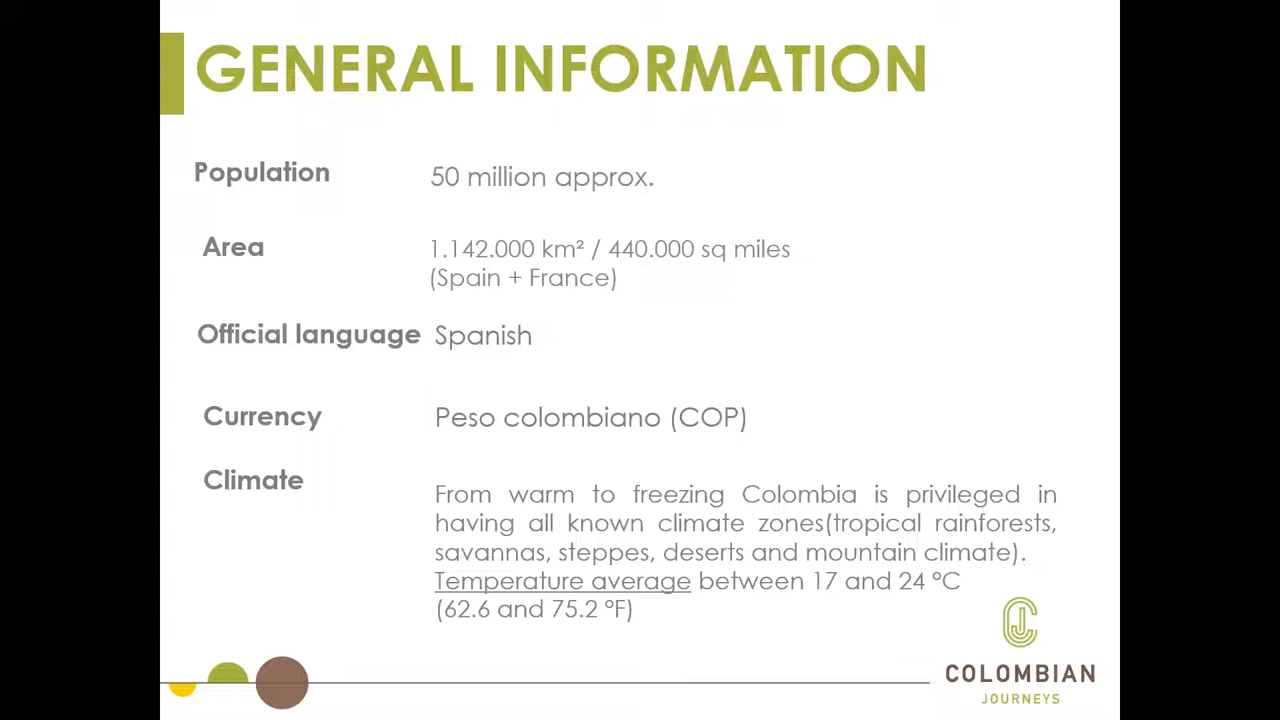 GENERAL INFORMATION
Population
50 million approx.
Area
1.142.000 km² / 440.000 sq miles
(Spain + France)
Official language
Spanish
Currency
Peso colombiano (COP)
Climate
From warm to freezing Colombia is privileged in
having all known climate zones(tropical rainforests,
savannas, steppes, deserts and mountain climate).
Temperature average between 17 and 24 °C
(62.6 and 75.2 °F)
COLOMBIAN
JOURNEYS